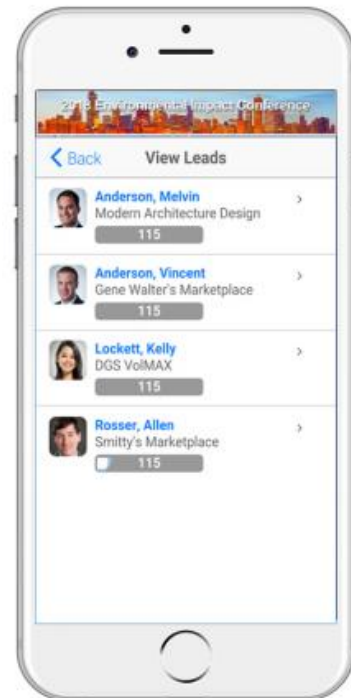 2018 Environmental Impact Conference
Back View Leads
Anderson, Melvin
Modern Architecture Design
115
Anderson, Vincent
Gene Walter's Marketplace
115
Lockett, Kelly
DGS VolMAX
115
Rosser, Allen
Smitty's Marketplace
115